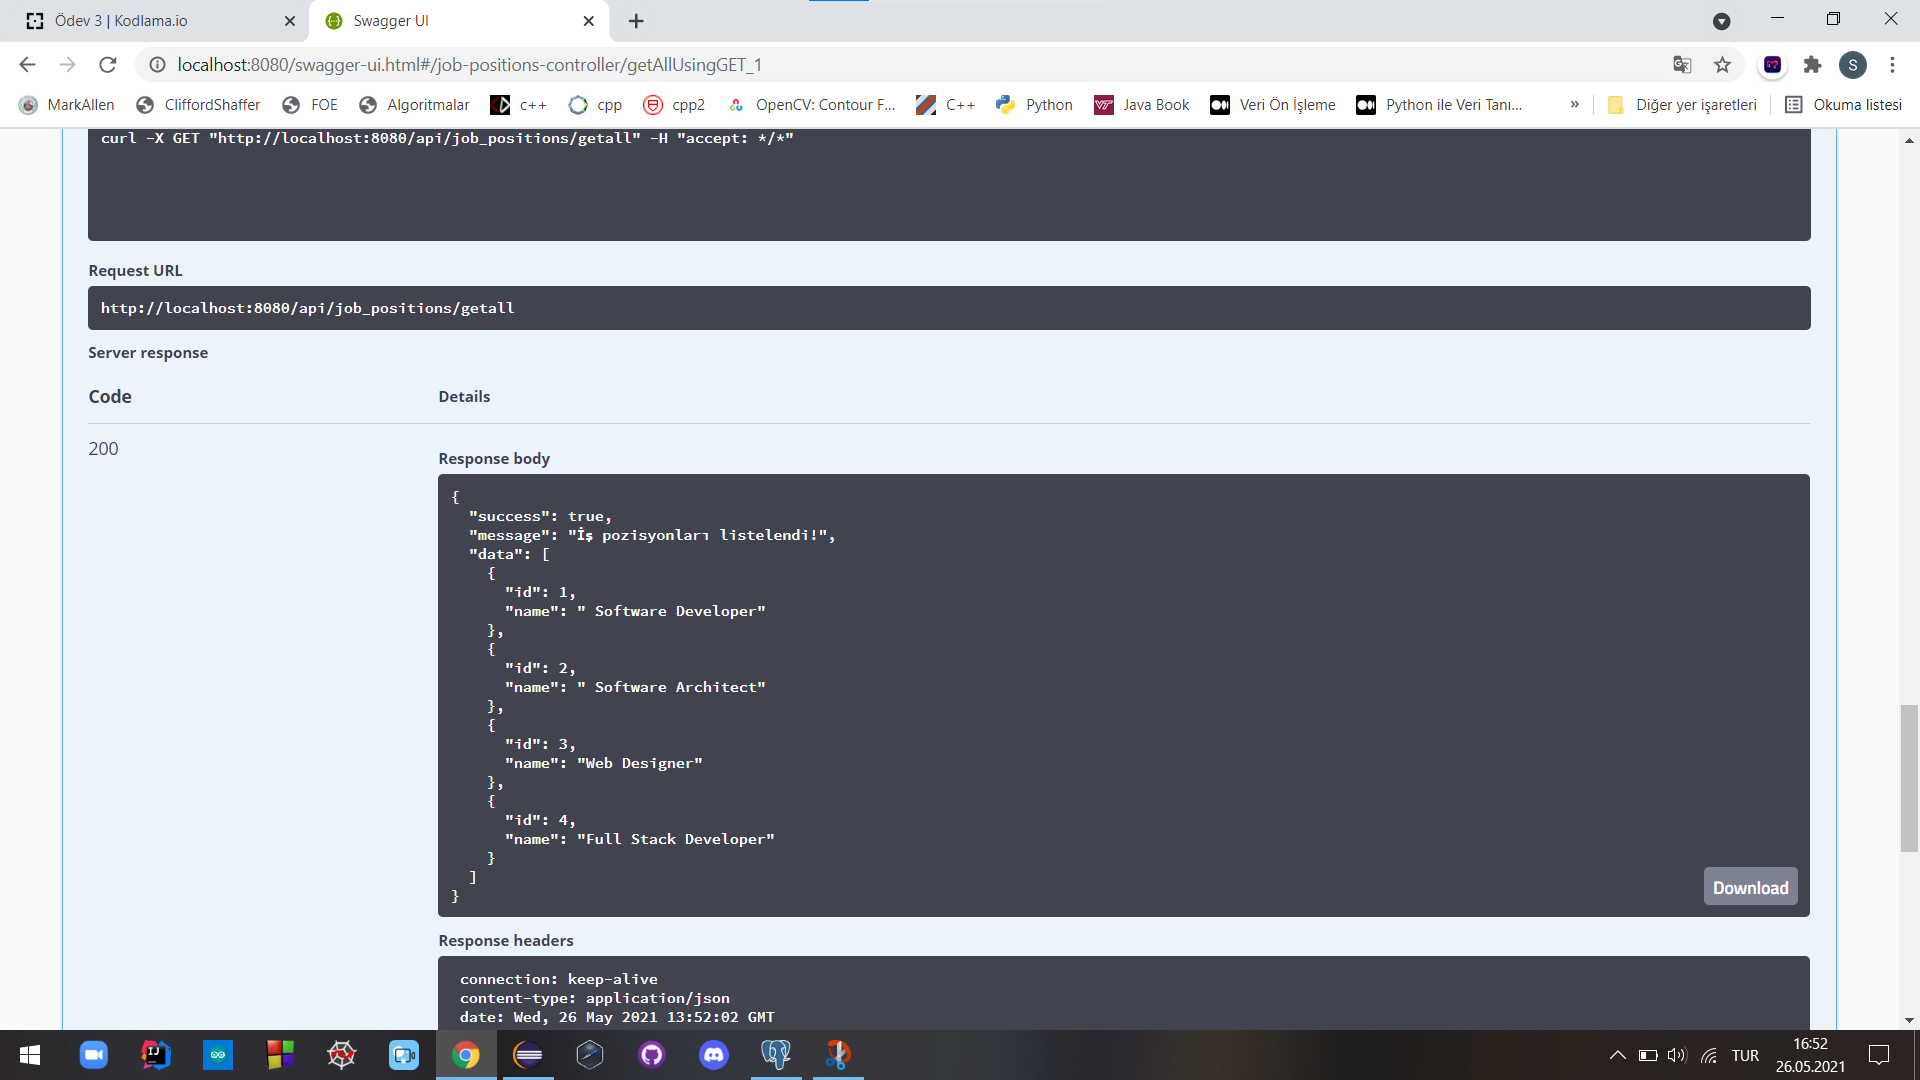 Ödev 3 | Kodlama.io
Swagger UI
localhost:8080/swagger-ui.html#/job-positions-controller/getAllUsingGET_1
S
MarkAllen
CliffordShaffer
FOE
Algoritmalar
c++
cpp
cpp2
OpenCV: Contour F...
C++
Python
Java Book
Veri Ön İşleme
Python ile Veri Tanı...
»
Diğer yer işaretleri
Okuma listesi
curl -X GET "http://localhost:8080/api/job_positions/getall" -H "accept: */*"
Request URL
http://localhost:8080/api/job_positions/getall
Server response
Code
Details
200
Response body
{
  "success": true,
  "message": "İş pozisyonları listelendi!",
  "data": [
    {
      "id": 1,
      "name": " Software Developer"
    },
    {
      "id": 2,
      "name": " Software Architect"
    },
    {
      "id": 3,
      "name": "Web Designer"
    },
    {
      "id": 4,
      "name": "Full Stack Developer"
    }
  ]
}
Download
Response headers
connection: keep-alive
content-type: application/json
date: Wed, 26 May 2021 13:52:02 GMT
IJ
TUR
16:52
26.05.2021